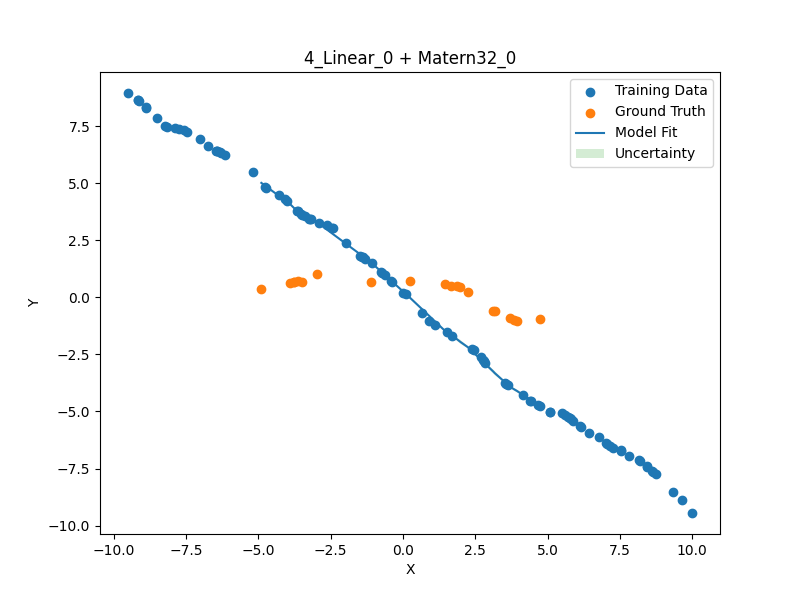 4_Linear_0 + Matern32_0
Training Data
Ground Truth
Model Fit
Uncertainty
Y
7.5
5.0
2.5
0.0
−2.5
−5.0
−7.5
−10.0
−10.0 −7.5 −5.0 −2.5 0.0 2.5 5.0 7.5 10.0
X